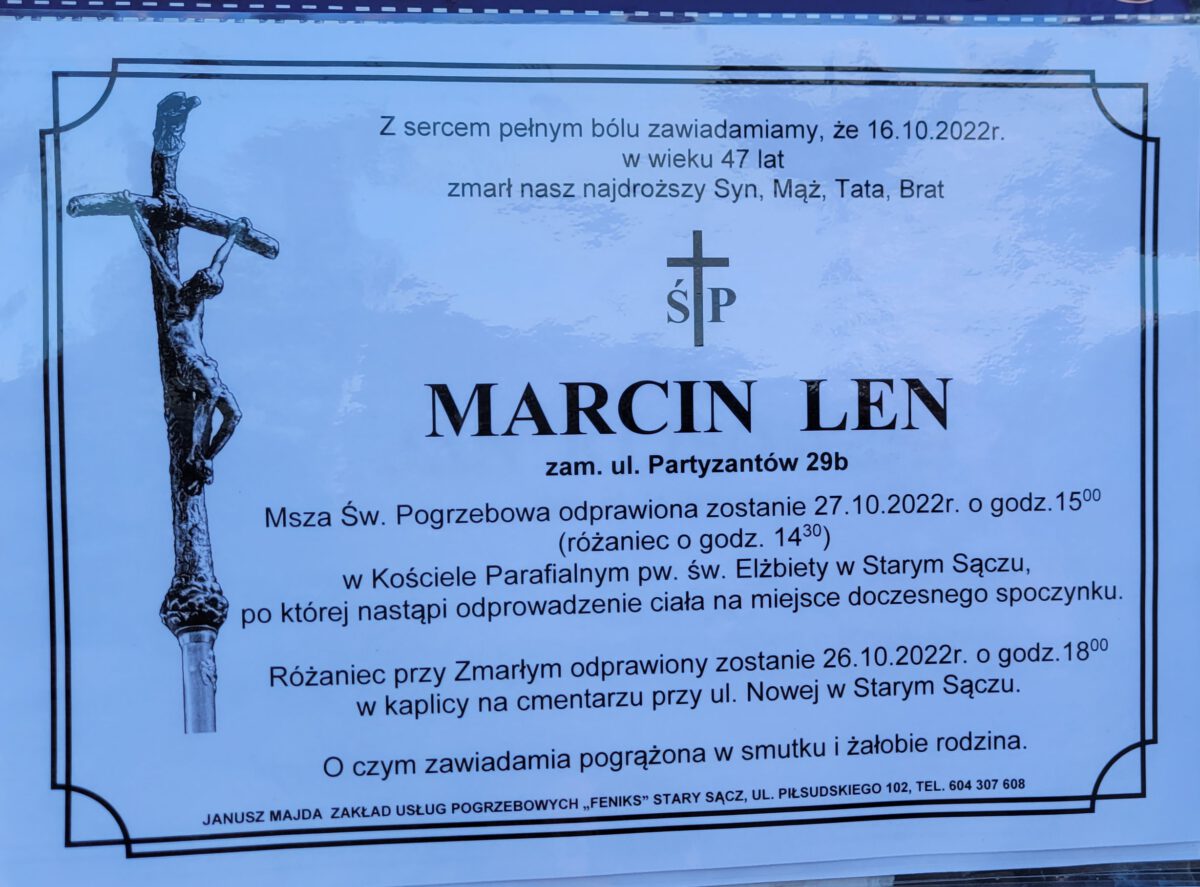 Z sercem pełnym bólu zawiadamiamy, że 16.10.2022r.
w wieku 47 lat
zmarł nasz najdroższy Syn, Mąż, Tata, Brat
Ś P
MARCIN LEN
zam. ul. Partyzantów 29b
Msza Św. Pogrzebowa odprawiona zostanie 27.10.2022r. o godz.15⁰⁰
(różaniec o godz. 14³⁰)
w Kościele Parafialnym pw. św. Elżbiety w Starym Sączu,
po której nastąpi odprowadzenie ciała na miejsce doczesnego spoczynku.
Różaniec przy Zmarłym odprawiony zostanie 26.10.2022r. o godz.18⁰⁰
w kaplicy na cmentarzu przy ul. Nowej w Starym Sączu.
O czym zawiadamia pogrążona w smutku i żałobie rodzina.
JANUSZ MAJDA ZAKŁAD USŁUG POGRZEBOWYCH „FENIKS” STARY SĄCZ, UL. PIŁSUDSKIEGO 102, TEL. 604 307 608